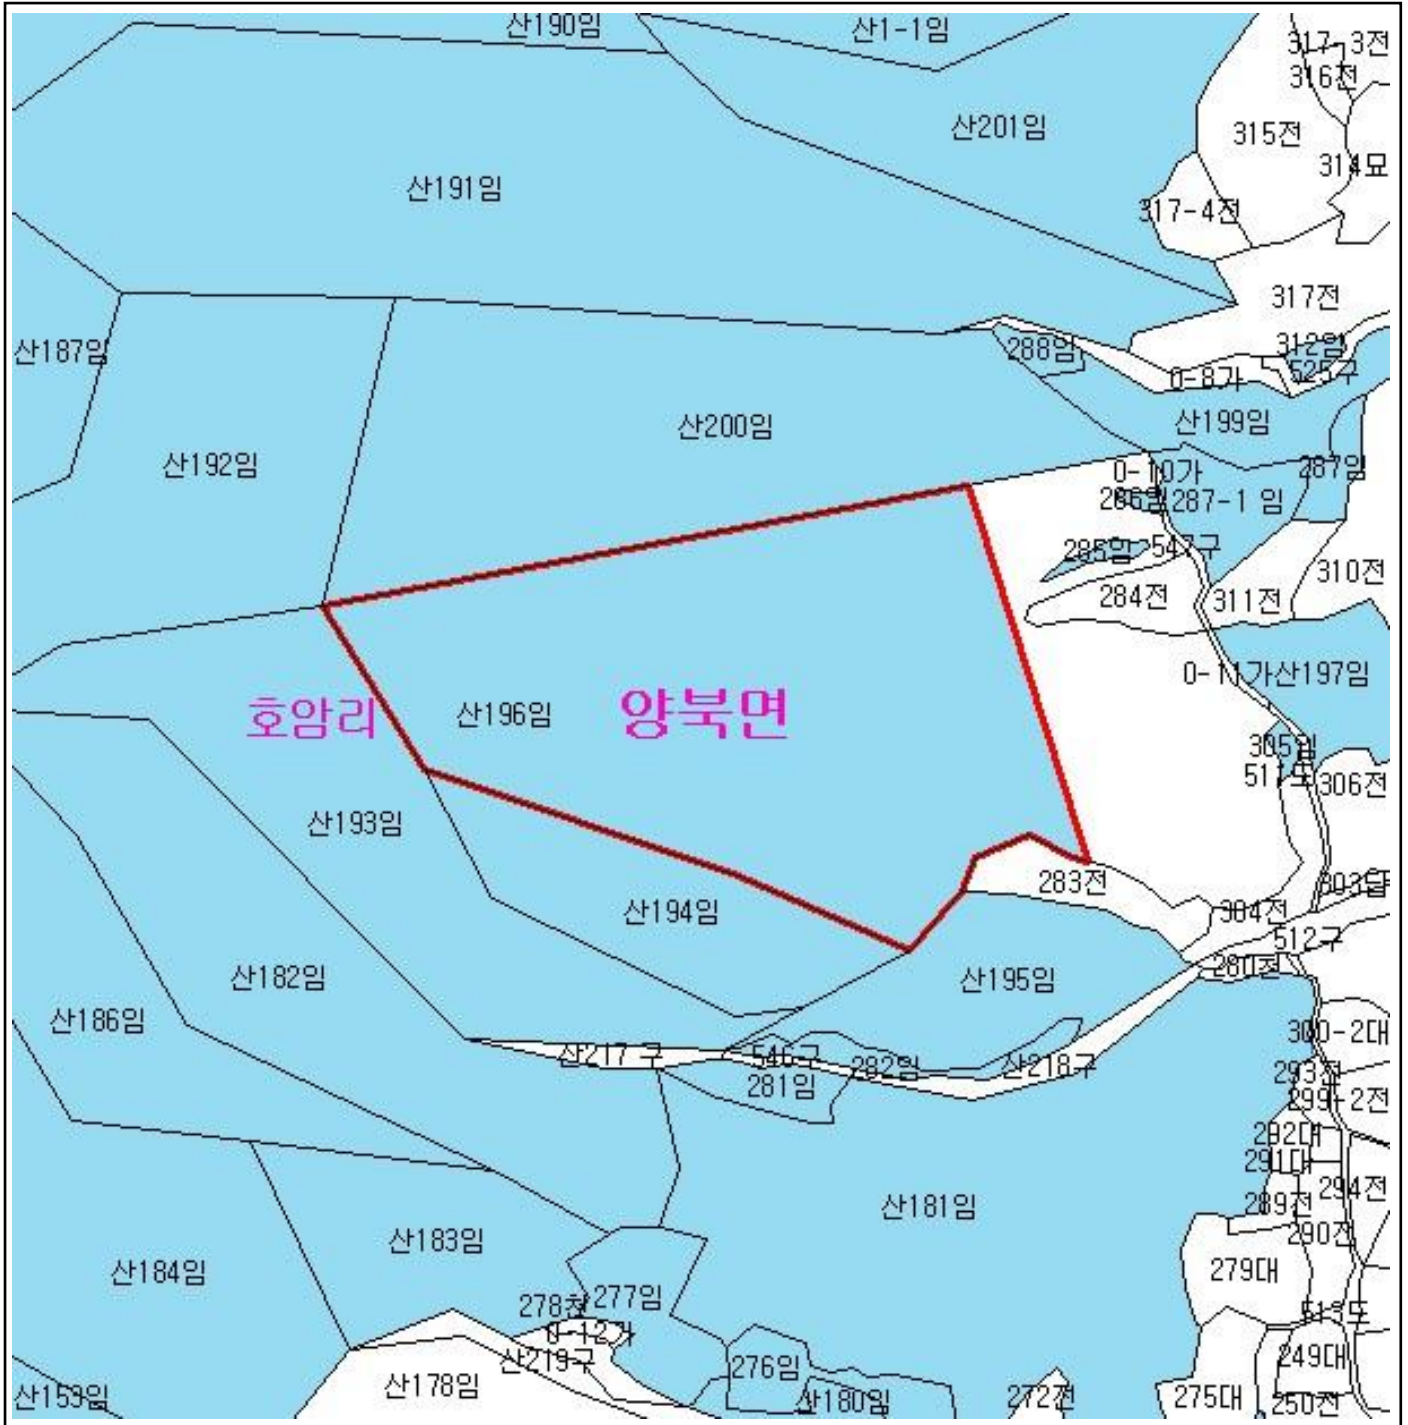 산190임
산1-1임
317-3전
316전
산201임
315전
314묘
산191임
317-4전
317전
산187임
288임
312임
525구
0-8가
산200임
산199임
산192임
0-10가
287임
286임
287-1 임
285임
547구
284전
311전
310전
0-11가
산197임
호암리
산196임
양북면
305임
511도
306전
산193임
283전
303답
산194임
304전
512구
산182임
산195임
280전
산186임
300-2대
산217 구
546구
282임
산218구
281임
293전
299-2전
292대
291대
294전
산181임
289전
290전
산183임
산184임
279대
277임
278천
0-12가
513도
산219구
249대
276임
산178임
산153임
산180임
272전
275대
250전